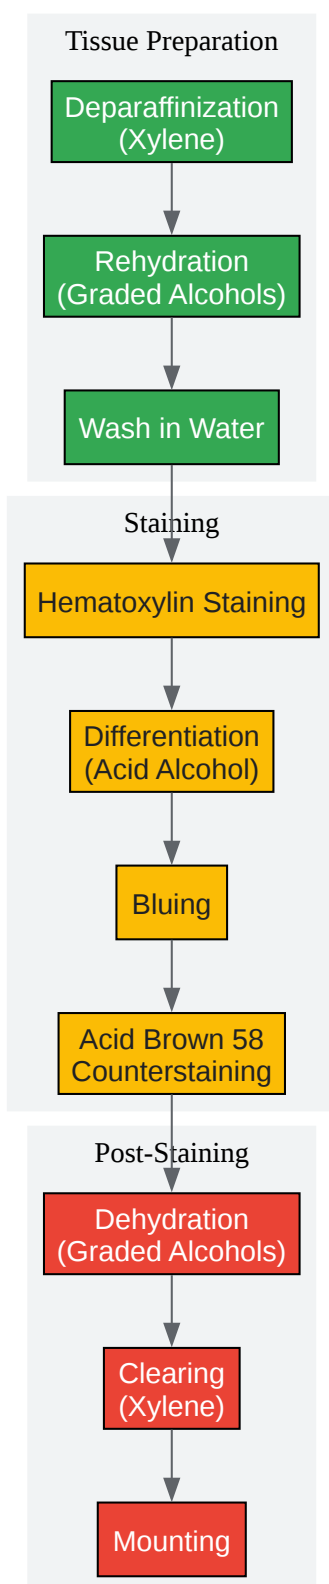 Tissue Preparation
Deparaffinization
(Xylene)
Rehydration
(Graded Alcohols)
Wash in Water
Staining
Hematoxylin Staining
Differentiation
(Acid Alcohol)
Bluing
Acid Brown 58
Counterstaining
Post-Staining
Dehydration
(Graded Alcohols)
Clearing
(Xylene)
Mounting